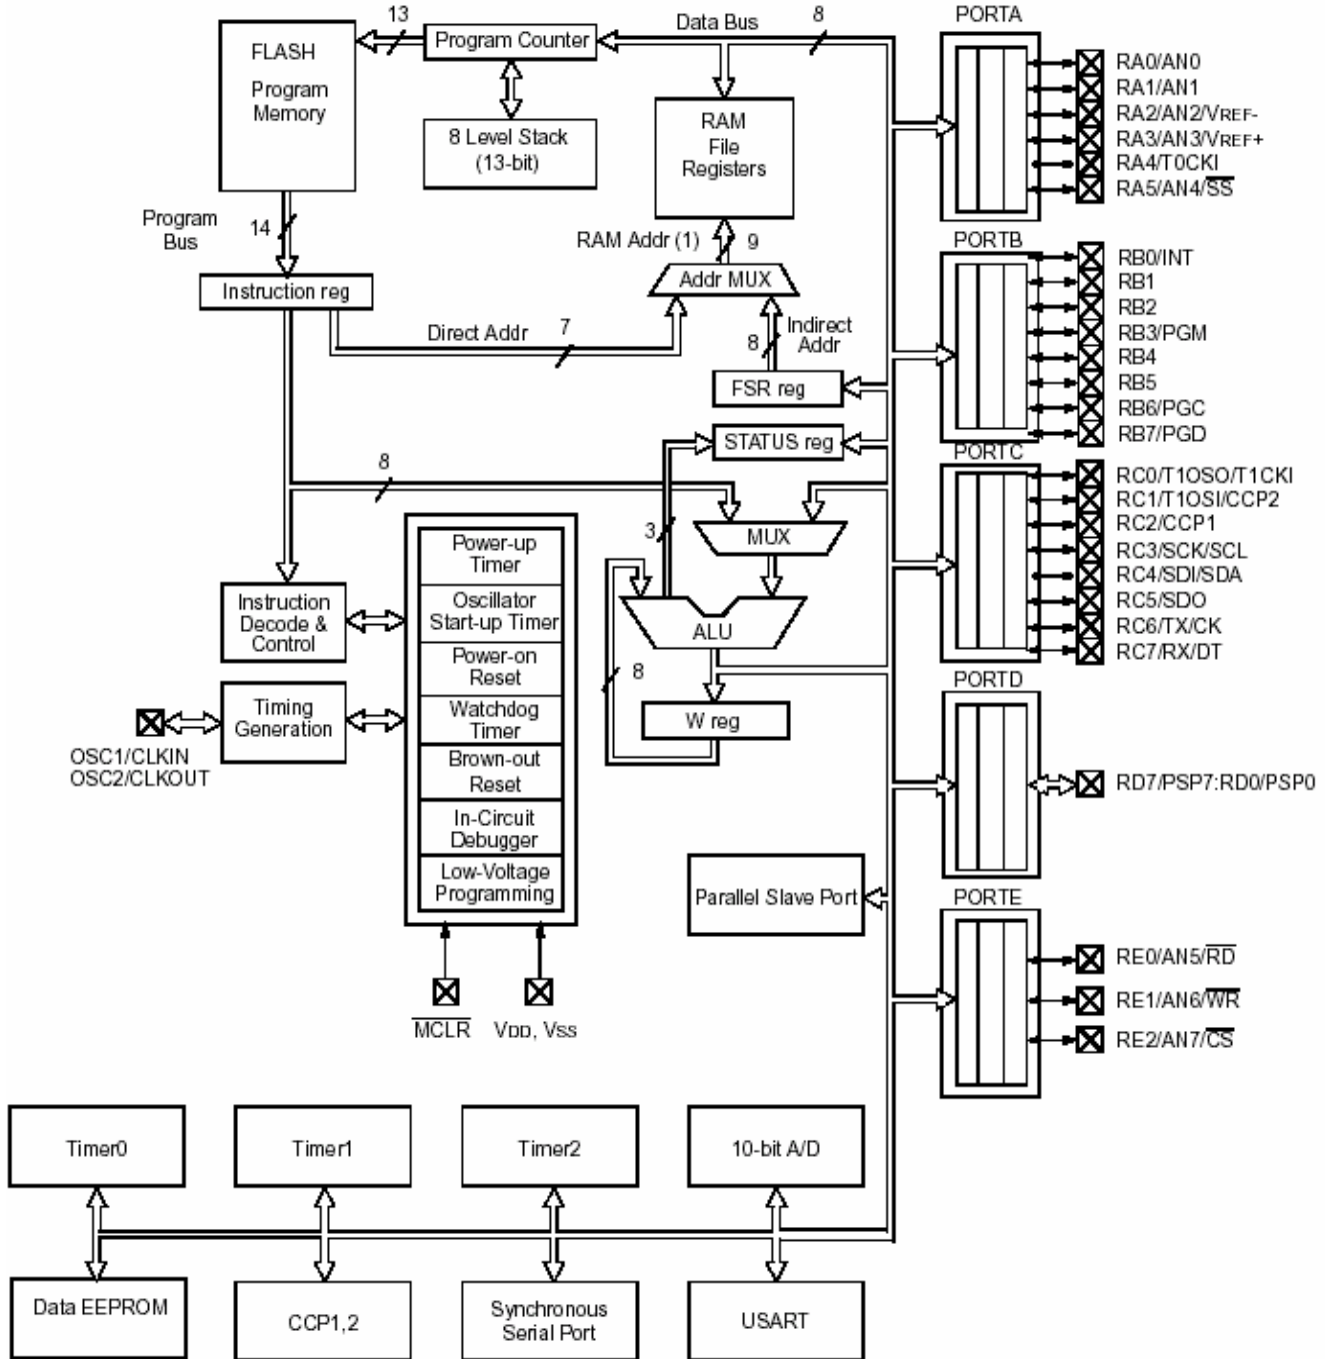 13
Data Bus
8
PORTA
FLASH
Program
Memory
Program Counter
8 Level Stack
(13-bit)
RAM
File
Registers
RA0/AN0
RA1/AN1
RA2/AN2/VREF-
RA3/AN3/VREF+
RA4/T0CKI
RA5/AN4/SS
Program
Bus
14
RAM Addr (1)
9
PORTB
Instruction reg
Addr MUX
Direct Addr
7
8
Indirect
Addr
FSR reg
STATUS reg
RB0/INT
RB1
RB2
RB3/PGM
RB4
RB5
RB6/PGC
RB7/PGD
PORTC
8
3
MUX
Power-up
Timer
Oscillator
Start-up Timer
Power-on
Reset
Watchdog
Timer
Brown-out
Reset
In-Circuit
Debugger
Low-Voltage
Programming
Instruction
Decode &
Control
ALU
8
W reg
RC0/T1OSO/T1CKI
RC1/T1OSI/CCP2
RC2/CCP1
RC3/SCK/SCL
RC4/SDI/SDA
RC5/SDO
RC6/TX/CK
RC7/RX/DT
Timing
Generation
OSC1/CLKIN
OSC2/CLKOUT
PORTD
RD7/PSP7:RD0/PSP0
Parallel Slave Port
PORTE
RE0/AN5/RD
RE1/AN6/WR
RE2/AN7/CS
MCLR
VDD, VSS
Timer0
Timer1
Timer2
10-bit A/D
Data EEPROM
CCP1,2
Synchronous
Serial Port
USART